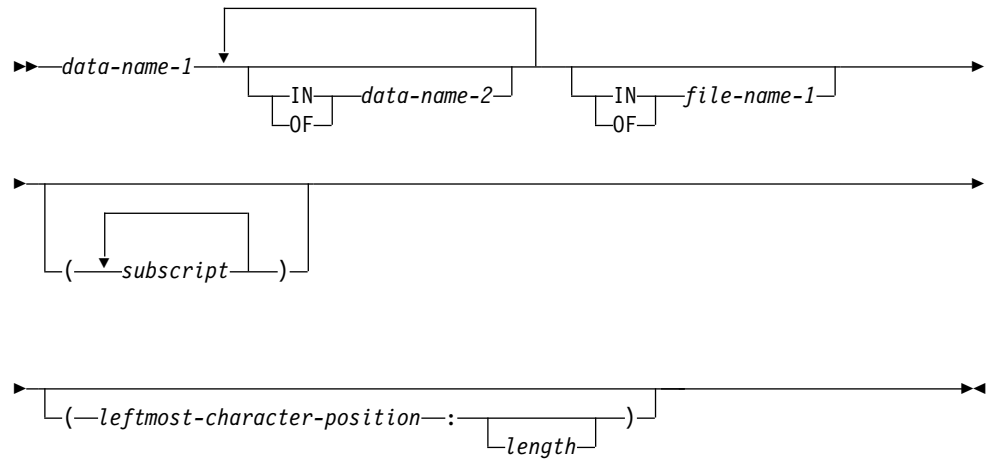 data-name-1 IN data-name-2 IN file-name-1
OF OF
( subscript )
( leftmost-character-position : )
length